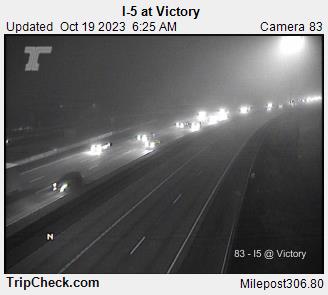 I-5 at Victory
Updated Oct 19 2023 6:25 AM Camera 83
T
N
83 - I5 @ Victory
TripCheck.com Milepost306.80